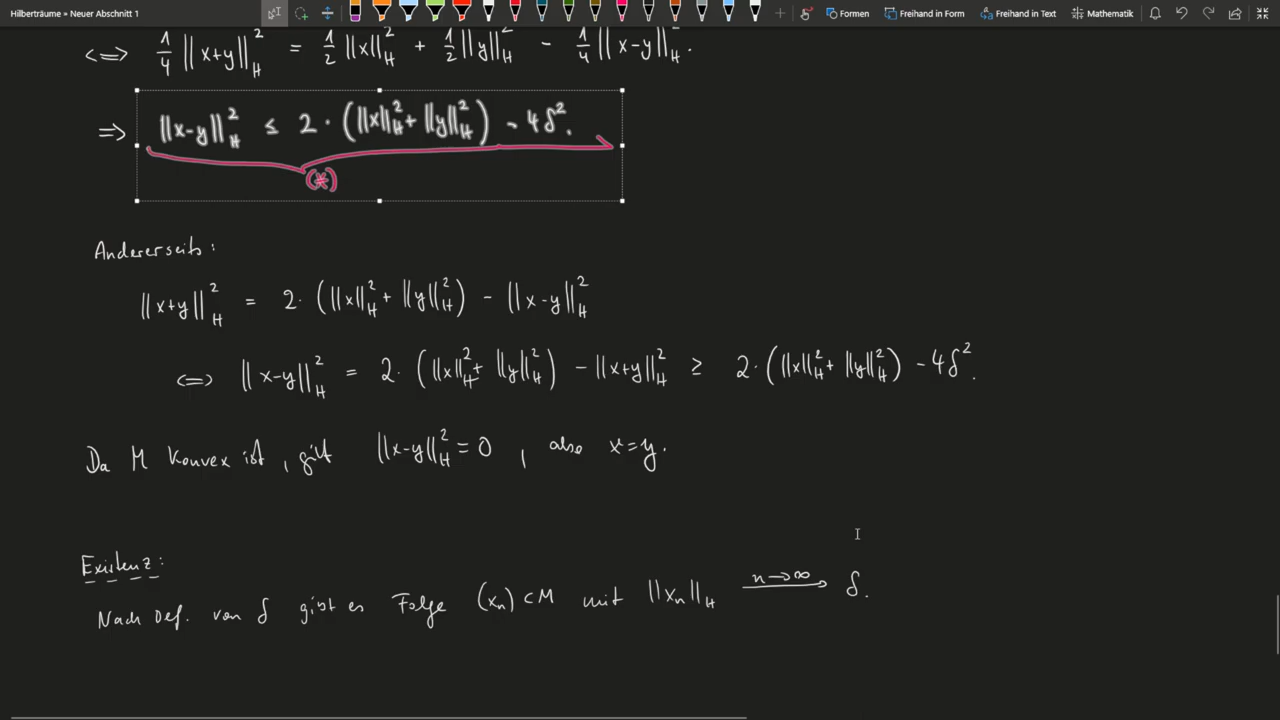 Hilberträume » Neuer Abschnitt 1
Formen Freihand in Form Freihand in Text Mathematik
<=> 1/4 ||x+y||_H^2 = 1/2 ||x||_H^2 + 1/2 ||y||_H^2 - 1/4 ||x-y||_H^2.
=> ||x-y||_H^2 ≤ 2 · (||x||_H^2 + ||y||_H^2) - 4δ^2.
(*)
Andererseits:
||x+y||_H^2 = 2 · (||x||_H^2 + ||y||_H^2) - ||x-y||_H^2
<=> ||x-y||_H^2 = 2 · (||x||_H^2 + ||y||_H^2) - ||x+y||_H^2 ≥ 2 · (||x||_H^2 + ||y||_H^2) - 4δ^2.
Da M konvex ist, gilt ||x-y||_H^2 = 0, also x=y.
Existenz:
Nach Def. von δ gibt es Folge (x_n) ⊂ M mit ||x_n||_H n→∞ → δ.